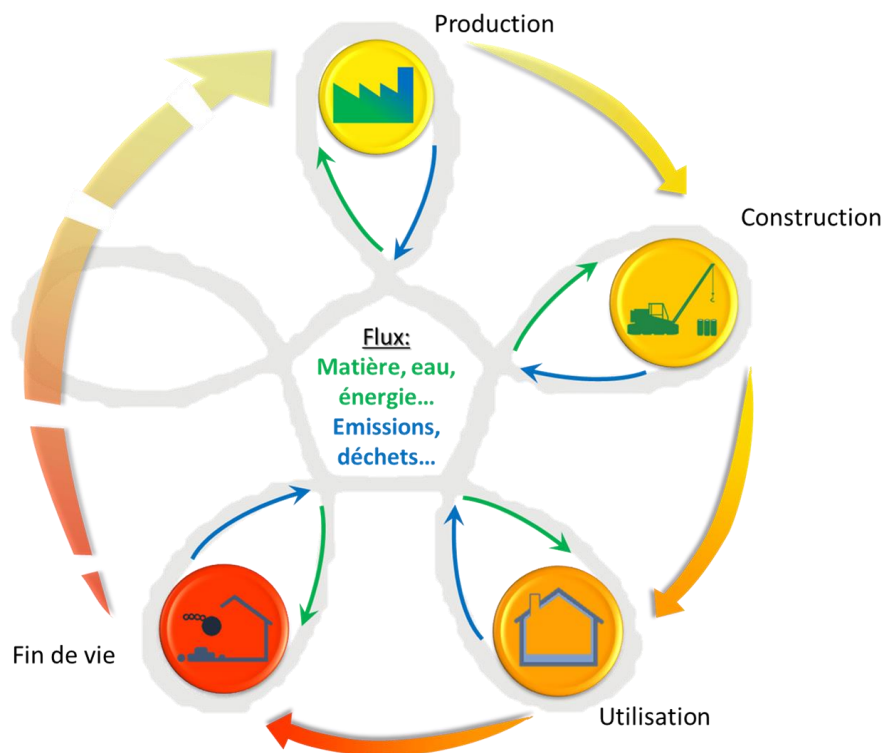 Production
Construction
Flux:
Matière, eau,
énergie...
Emissions,
déchets...
Fin de vie
Utilisation